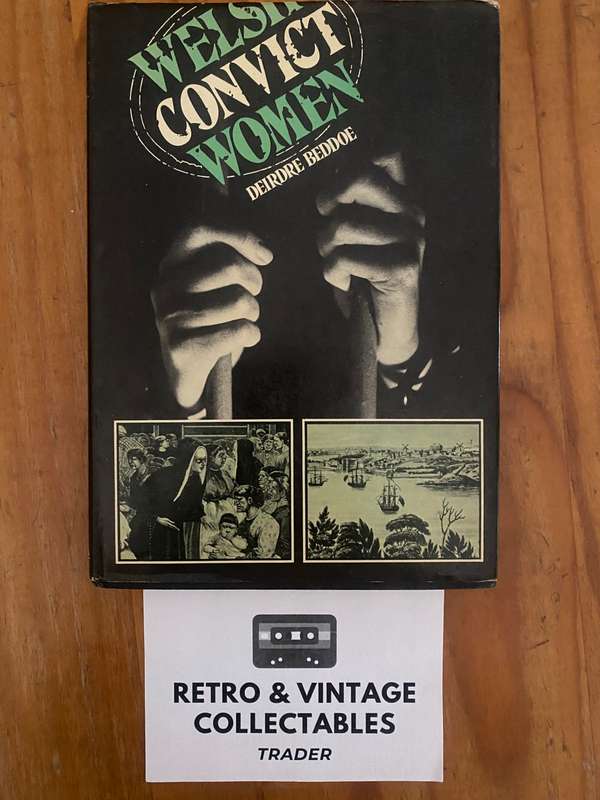 WELSH
CONVICT
WOMEN
DEIRDRE BEDDOE
RETRO & VINTAGE
COLLECTABLES
TRADER